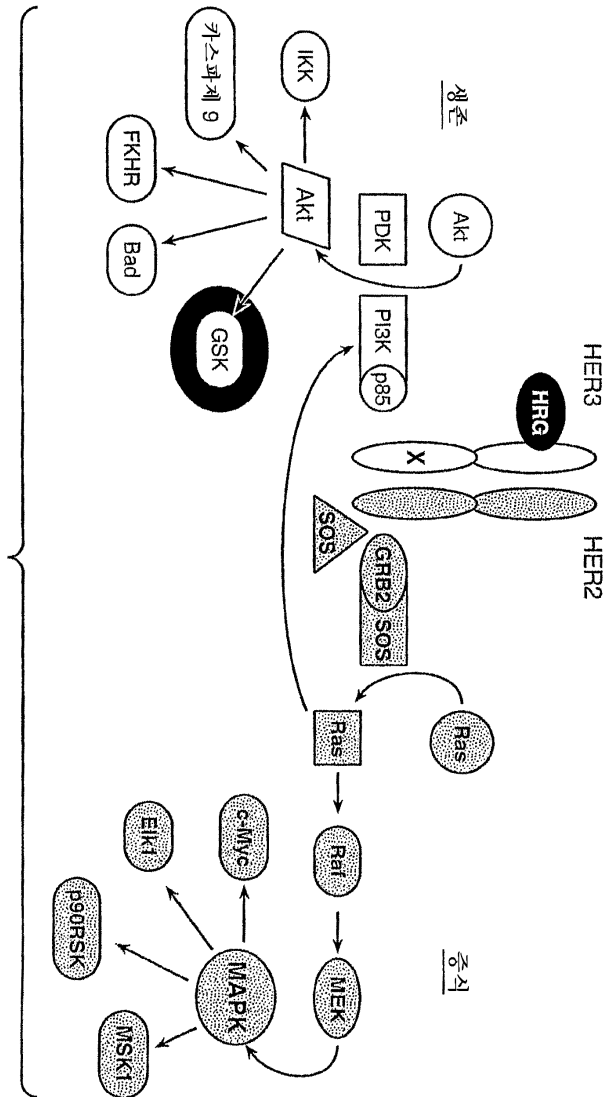 HER3
HER2
HRG
X
생존
증식
Akt
PDK
PI3K
p85
SOS
GRB2
SOS
Ras
Ras
Raf
MEK
MAPK
c-Myc
Elk1
p90RSK
MSK1
Akt
IKK
카스파제 9
FKHR
Bad
GSK